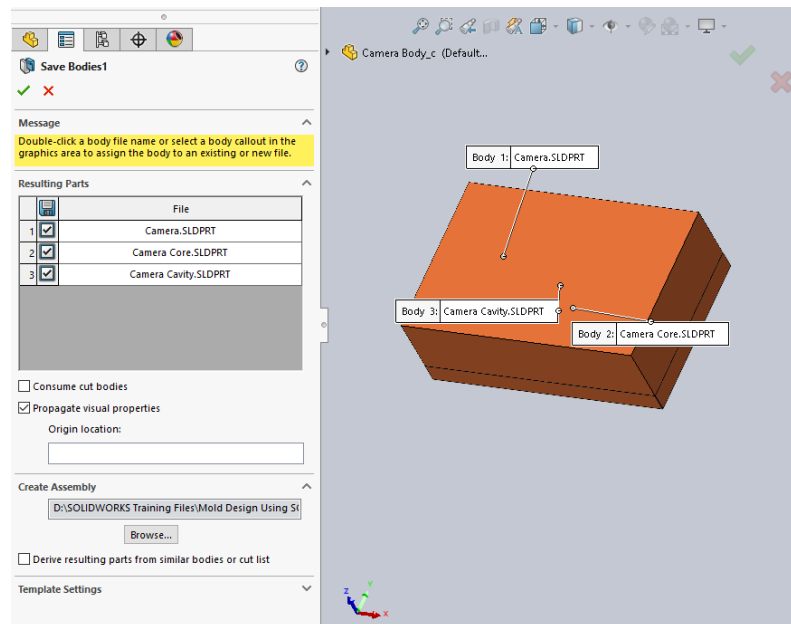 Save Bodies1
Message
Double-click a body file name or select a body callout in the
graphics area to assign the body to an existing or new file.
Resulting Parts
File
1 Camera.SLDPRT
2 Camera Core.SLDPRT
3 Camera Cavity.SLDPRT
Consume cut bodies
Propagate visual properties
Origin location:
Create Assembly
D:\SOLIDWORKS Training Files\Mold Design Using
Browse...
Derive resulting parts from similar bodies or cut list
Template Settings
Camera Body_c (Default...
Body 1: Camera.SLDPRT
Body 3: Camera Cavity.SLDPRT
Body 2: Camera Core.SLDPRT
z
y
x